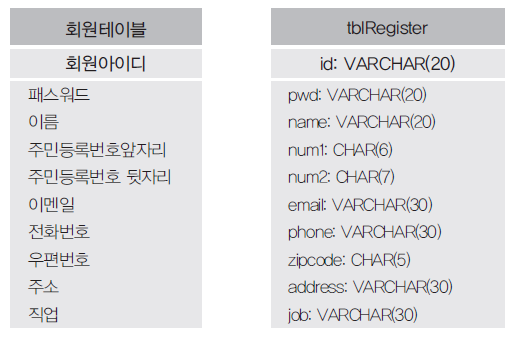 회원테이블
회원아이디
패스워드
이름
주민등록번호앞자리
주민등록번호 뒷자리
이멘일
전화번호
우편번호
주소
직업
tblRegister
id: VARCHAR(20)
pwd: VARCHAR(20)
name: VARCHAR(20)
num1: CHAR(6)
num2: CHAR(7)
email: VARCHAR(30)
phone: VARCHAR(30)
zipcode: CHAR(5)
address: VARCHAR(30)
job: VARCHAR(30)